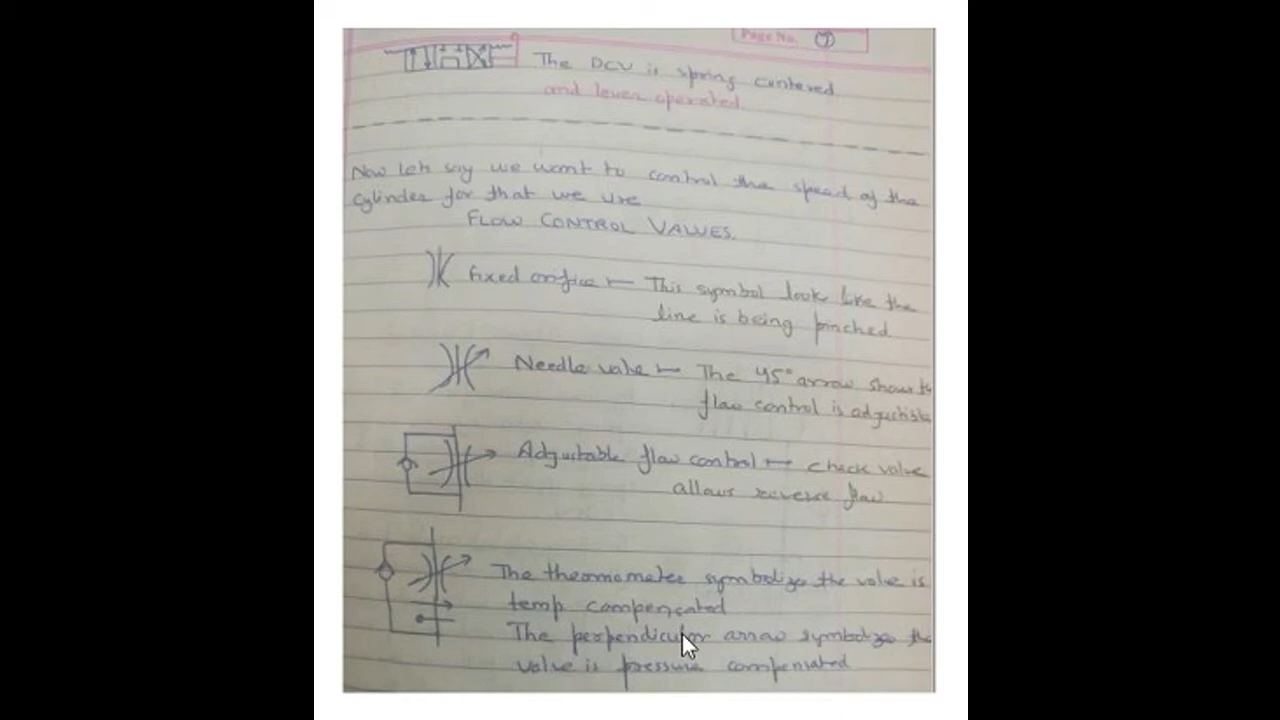 Page No. 7
The DCV is spring centered
and lever operated
Now lets say we want to control the speed of the
cylinder for that we use
FLOW CONTROL VALVES.
fixed orifice – This symbol look like the
line is being pinched
Needle valve – The 45° arrow shows the
flow control is adjustable
Adjustable flow control – check valve
allows reverse flow
The thermometer symbolizes the valve is
temp compensated
The perpendicular arrow symbolizes the
valve is pressure compensated